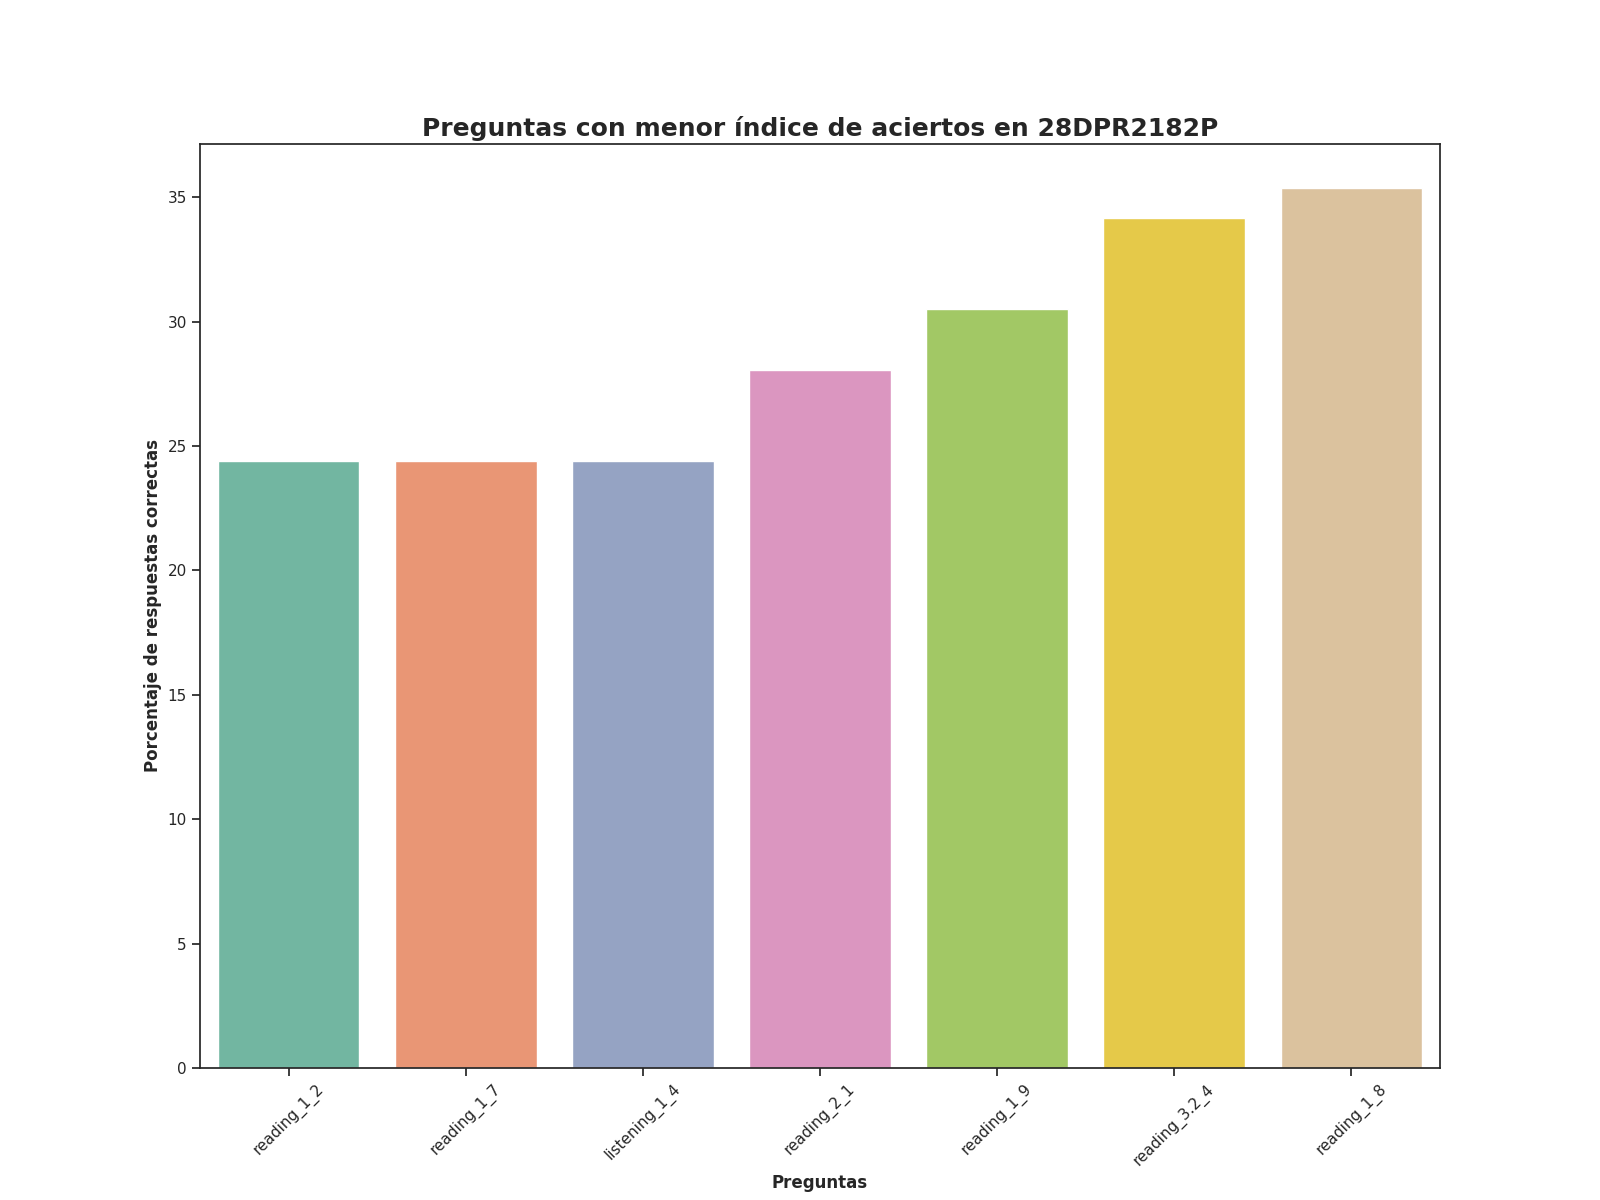 Preguntas con menor índice de aciertos en 28DPR2182P
Porcentaje de respuestas correctas
35
30
25
20
15
10
5
0
reading_1_2
reading_1_7
listening_1_4
reading_2_1
reading_1_9
reading_3.2_4
reading_1_8
Preguntas